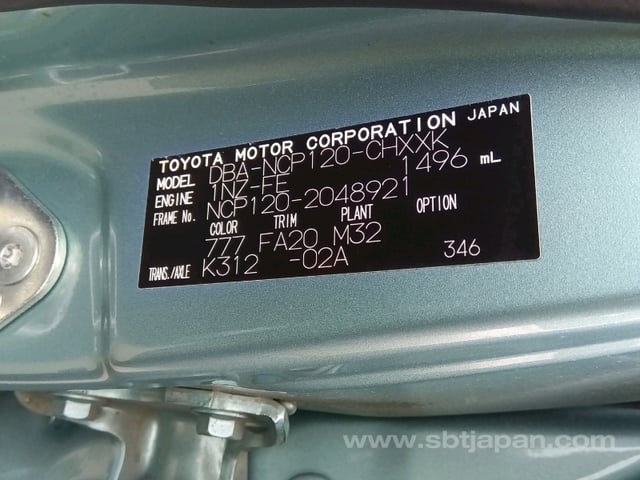 TOYOTA MOTOR CORPORATION JAPAN
MODEL DBA-NCP120-CHXXK
ENGINE 1NZ-FE 1496 mL
FRAME No. NCP120-2048921
COLOR TRIM PLANT OPTION
777 FA20 M32
TRANS./AXLE K312 -02A 346
www.sbtjapan.com